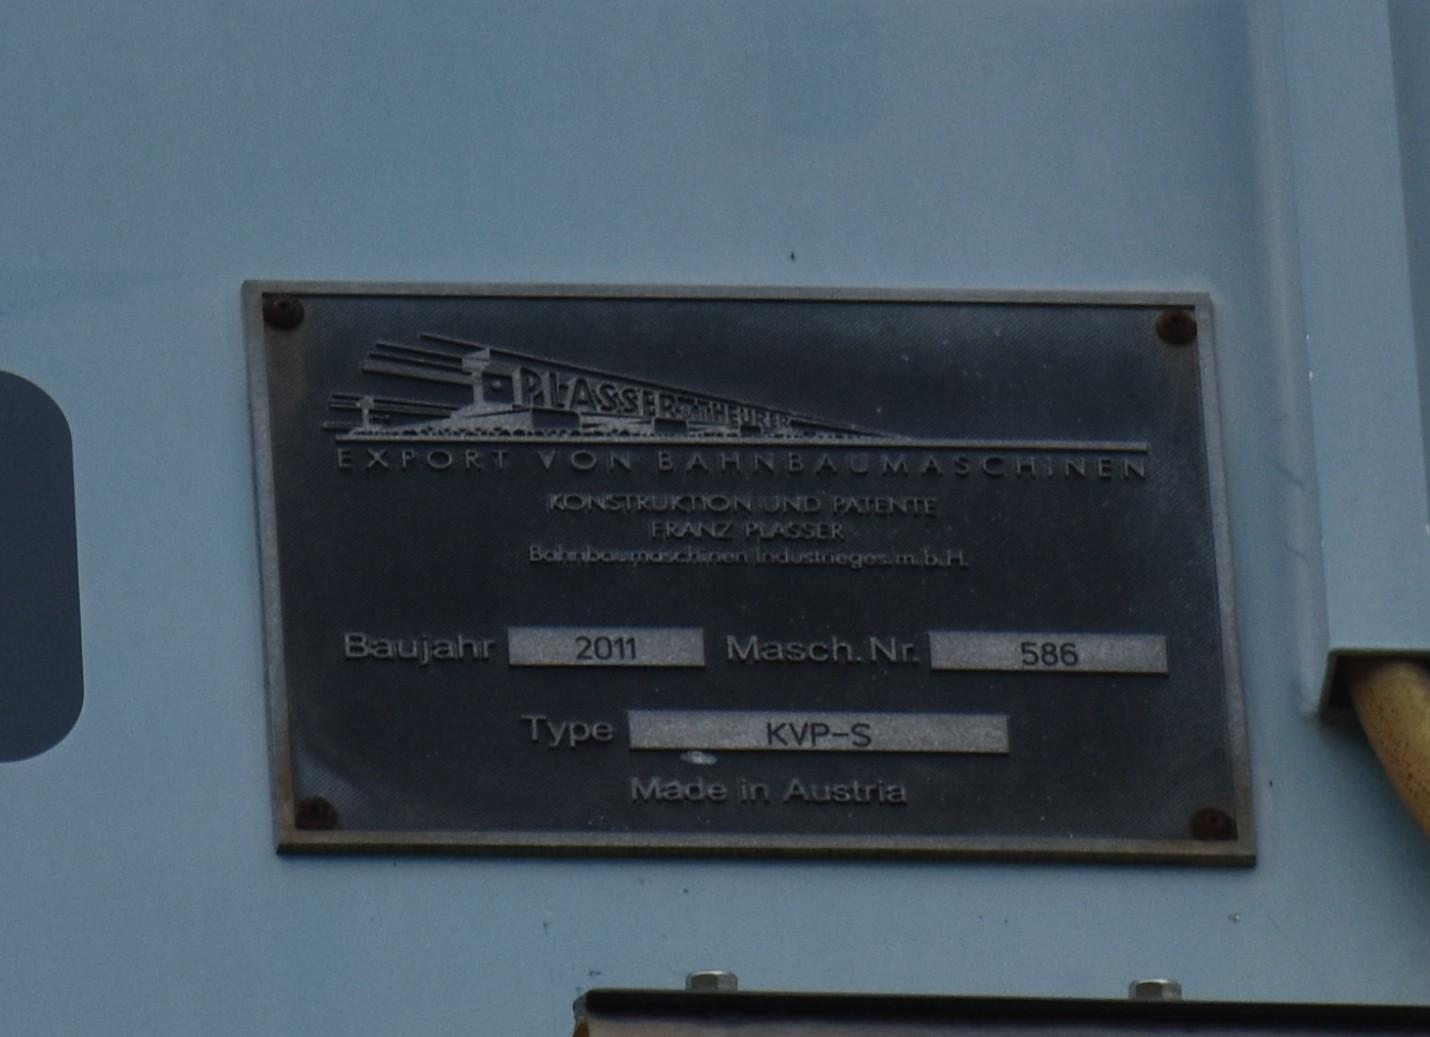 PLASSER & THEURER
EXPORT VON BAHNBAUMASCHINEN
KONSTRUKTION UND PATENTE
FRANZ PLASSER
Bahnbaumaschinen Industrieges.m.b.H.
Baujahr 2011 Masch.Nr. 586
Type KVP-S
Made in Austria